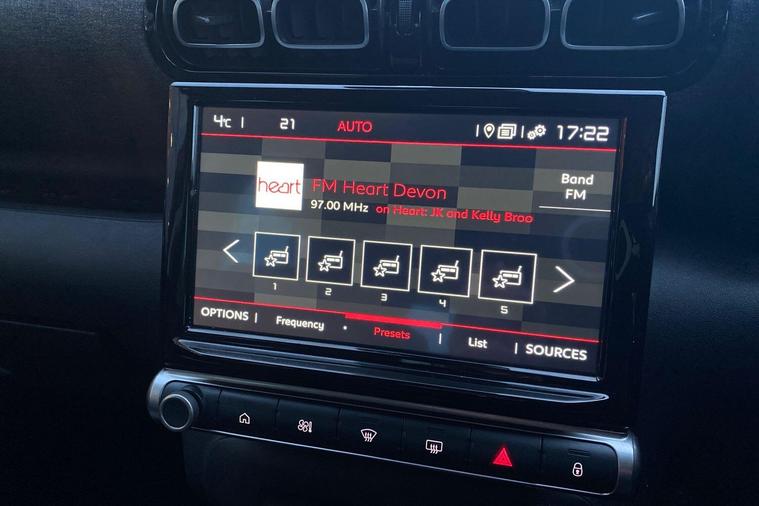 4°C | 21 AUTO 17:22
heart
FM Heart Devon
97.00 MHz on Heart: JK and Kelly Broo
Band
FM
1 2 3 4 5
OPTIONS | Frequency • Presets | List | SOURCES